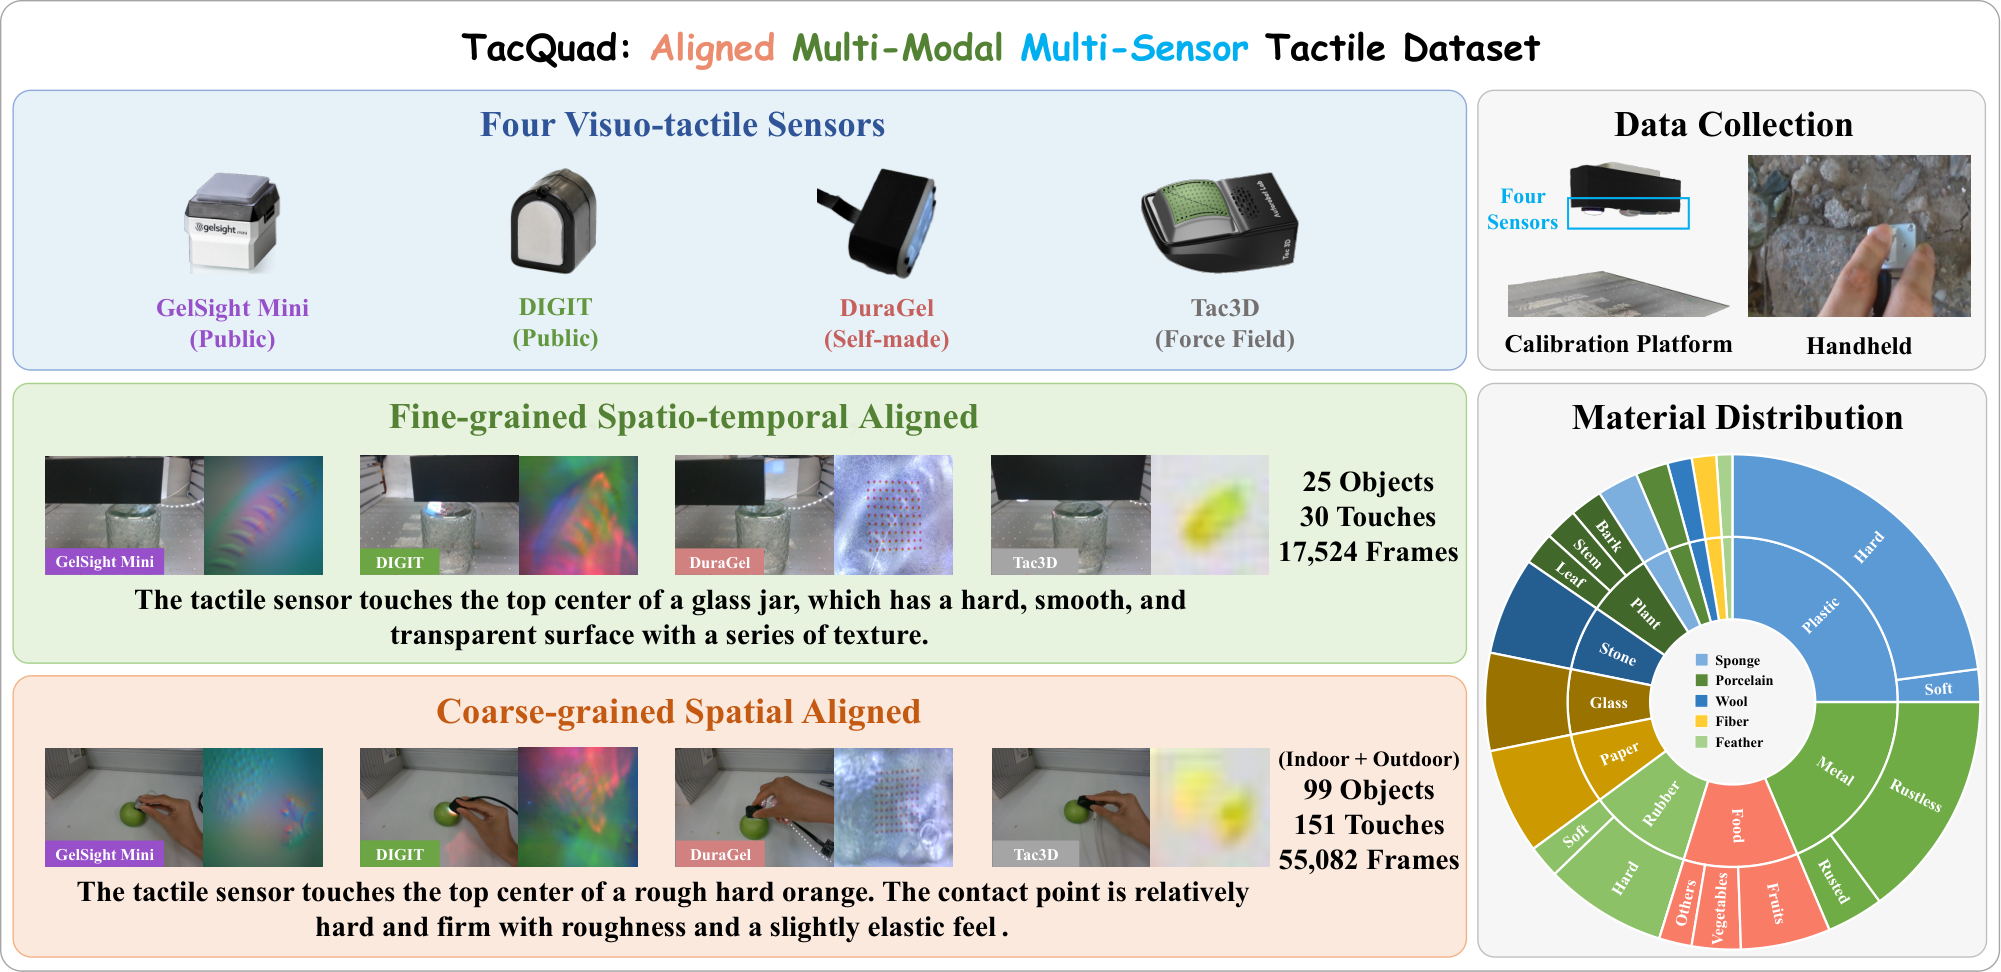 TacQuad: Aligned Multi-Modal Multi-Sensor Tactile Dataset
Four Visuo-tactile Sensors
gelsight mini
Tac 3D
GelSight Mini
(Public)
DIGIT
(Public)
DuraGel
(Self-made)
Tac3D
(Force Field)
Data Collection
Four
Sensors
Calibration Platform
Handheld
Fine-grained Spatio-temporal Aligned
GelSight Mini
DIGIT
DuraGel
Tac3D
25 Objects
30 Touches
17,524 Frames
The tactile sensor touches the top center of a glass jar, which has a hard, smooth, and
transparent surface with a series of texture.
Coarse-grained Spatial Aligned
GelSight Mini
DIGIT
DuraGel
Tac3D
(Indoor + Outdoor)
99 Objects
151 Touches
55,082 Frames
The tactile sensor touches the top center of a rough hard orange. The contact point is relatively
hard and firm with roughness and a slightly elastic feel .
Material Distribution
Hard
Soft
Plastic
Metal
Rustless
Rusted
Food
Fruits
Vegetables
Others
Rubber
Hard
Soft
Paper
Glass
Stone
Plant
Leaf
Stem
Bark
Sponge
Porcelain
Wool
Fiber
Feather